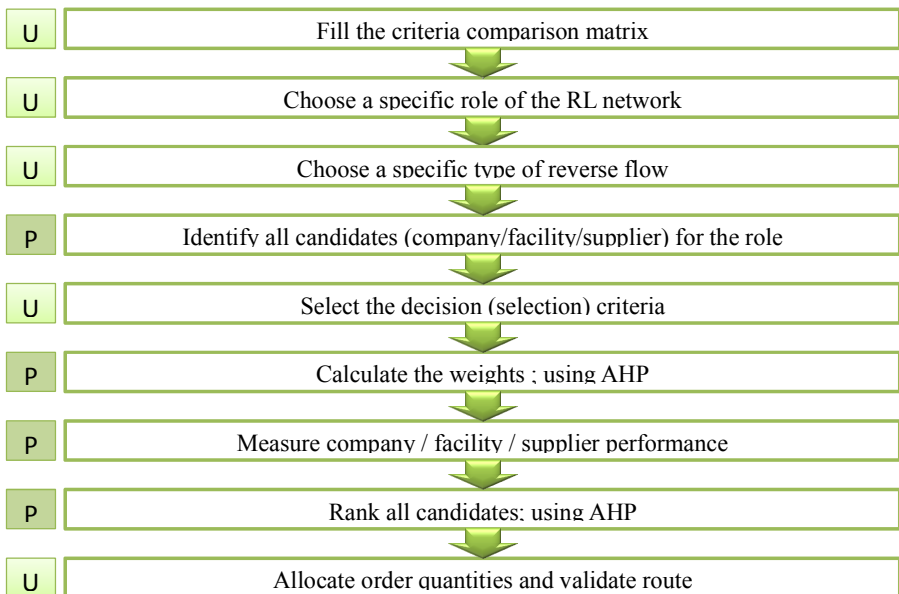 U Fill the criteria comparison matrix
U Choose a specific role of the RL network
U Choose a specific type of reverse flow
P Identify all candidates (company/facility/supplier) for the role
U Select the decision (selection) criteria
P Calculate the weights ; using AHP
P Measure company / facility / supplier performance
P Rank all candidates; using AHP
U Allocate order quantities and validate route